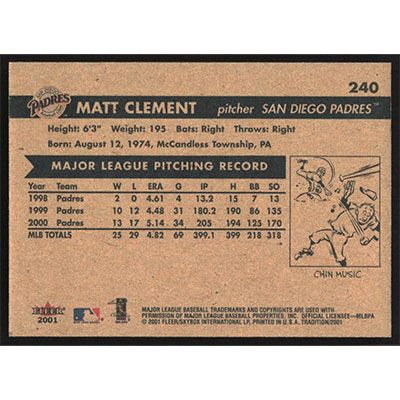 240
PADRES MATT CLEMENT pitcher SAN DIEGO PADRES™
Height: 6'3" Weight: 195 Bats: Right Throws: Right
Born: August 12, 1974, McCandless Township, PA
MAJOR LEAGUE PITCHING RECORD
Year Team W L ERA G IP H BB SO
1998 Padres 2 0 4.61 4 13.2 15 7 13
1999 Padres 10 12 4.48 31 180.2 190 86 135
2000 Padres 13 17 5.14 34 205 194 125 170
MLB TOTALS 25 29 4.82 69 399.1 399 218 318
CHIN MUSIC
FLEER
2001
MAJOR LEAGUE BASEBALL TRADEMARKS AND COPYRIGHTS ARE USED WITH
PERMISSION OF MAJOR LEAGUE BASEBALL PROPERTIES, INC. OFFICIAL LICENSEE—MLBPA
© 2001 FLEER/SKYBOX INTERNATIONAL LP. PRINTED IN U.S.A. TRADITION/2001